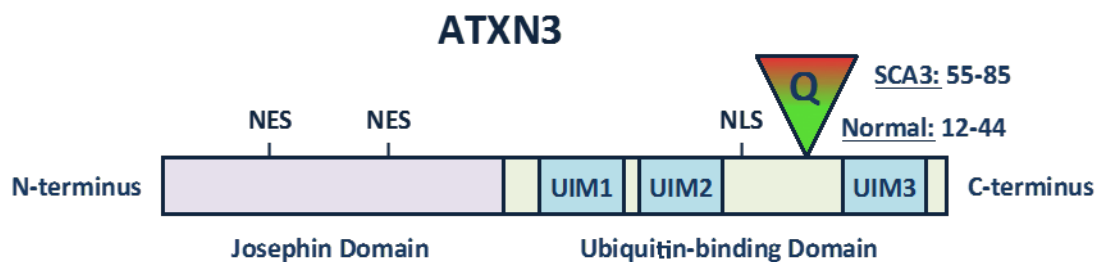 ATXN3
Q
SCA3: 55-85
NES NES NLS
Normal: 12-44
N-terminus UIM1 UIM2 UIM3 C-terminus
Josephin Domain Ubiquitin-binding Domain